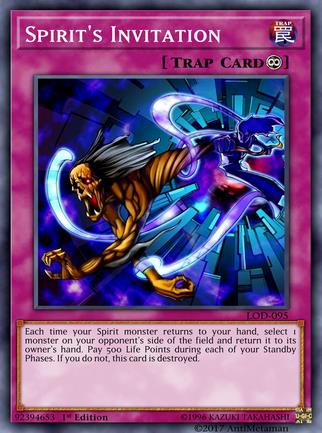 Spirit's Invitation
TRAP
罠
[Trap Card]
LOD-095
Each time your Spirit monster returns to your hand, select 1
monster on your opponent's side of the field and return it to its
owner's hand. Pay 500 Life Points during each of your Standby
Phases. If you do not, this card is destroyed.
92394653 1st Edition ©1996 KAZUKI TAKAHASHI
©2017 AntiMetaman